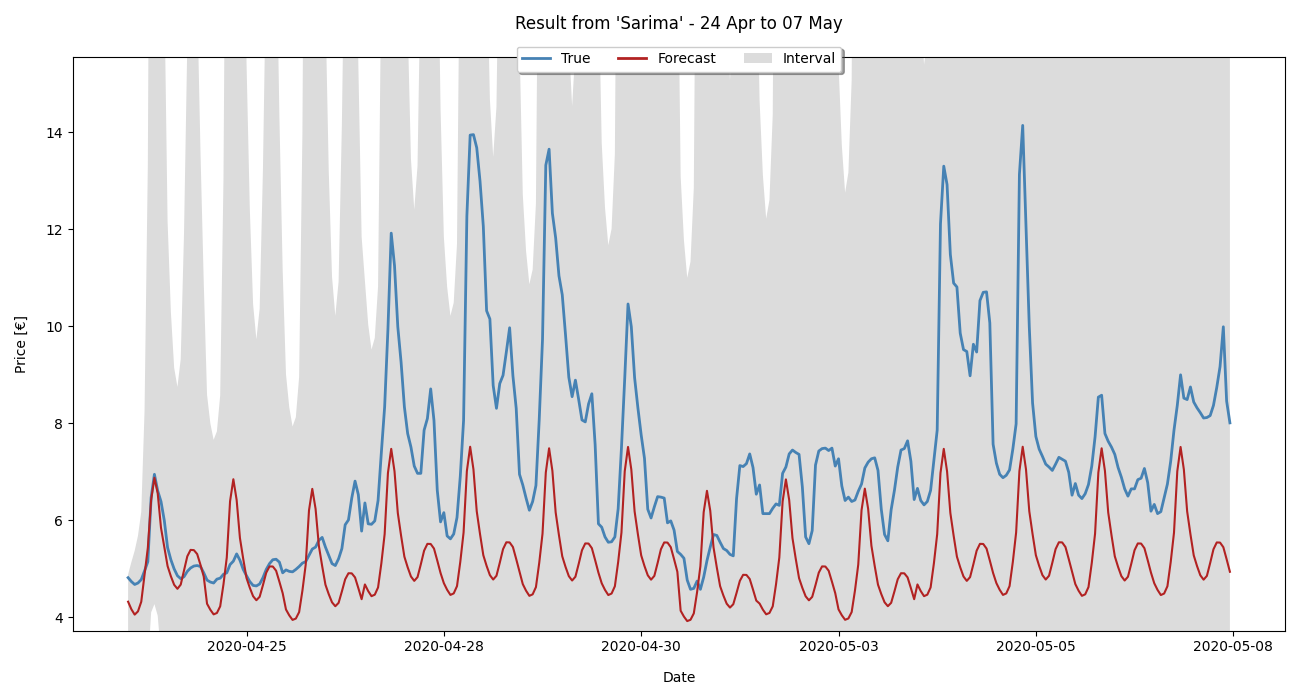 Result from 'Sarima' - 24 Apr to 07 May
True Forecast Interval
14
12
10
8
6
4
Price [€]
2020-04-25 2020-04-28 2020-04-30 2020-05-03 2020-05-05 2020-05-08
Date